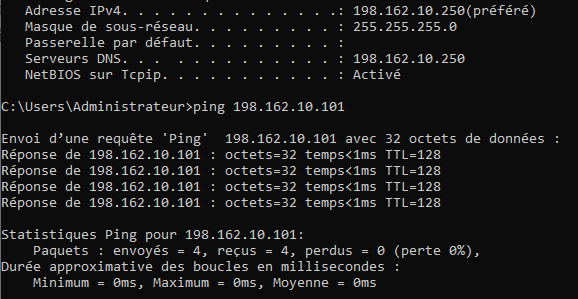 Adresse IPv4. . . . . . . . . . . . . .: 198.162.10.250(préféré)
Masque de sous-réseau. . . . . . . . . : 255.255.255.0
Passerelle par défaut. . . . . . . . . :
Serveurs DNS. . . . . . . . . . . . . : 198.162.10.250
NetBIOS sur Tcpip. . . . . . . . . . . : Activé
C:\Users\Administrateur>ping 198.162.10.101
Envoi d’une requête 'Ping'  198.162.10.101 avec 32 octets de données :
Réponse de 198.162.10.101 : octets=32 temps<1ms TTL=128
Réponse de 198.162.10.101 : octets=32 temps<1ms TTL=128
Réponse de 198.162.10.101 : octets=32 temps<1ms TTL=128
Réponse de 198.162.10.101 : octets=32 temps<1ms TTL=128
Statistiques Ping pour 198.162.10.101:
Paquets : envoyés = 4, reçus = 4, perdus = 0 (perte 0%),
Durée approximative des boucles en millisecondes :
Minimum = 0ms, Maximum = 0ms, Moyenne = 0ms